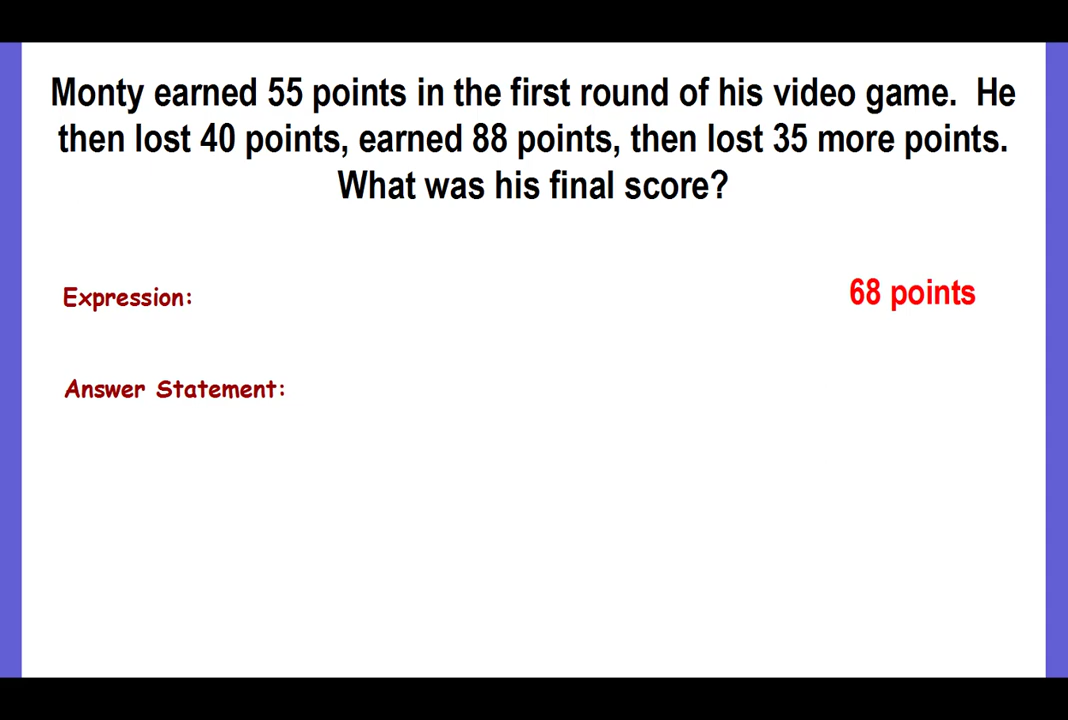 Monty earned 55 points in the first round of his video game.  He
then lost 40 points, earned 88 points, then lost 35 more points.
What was his final score?
Expression:
68 points
Answer Statement: